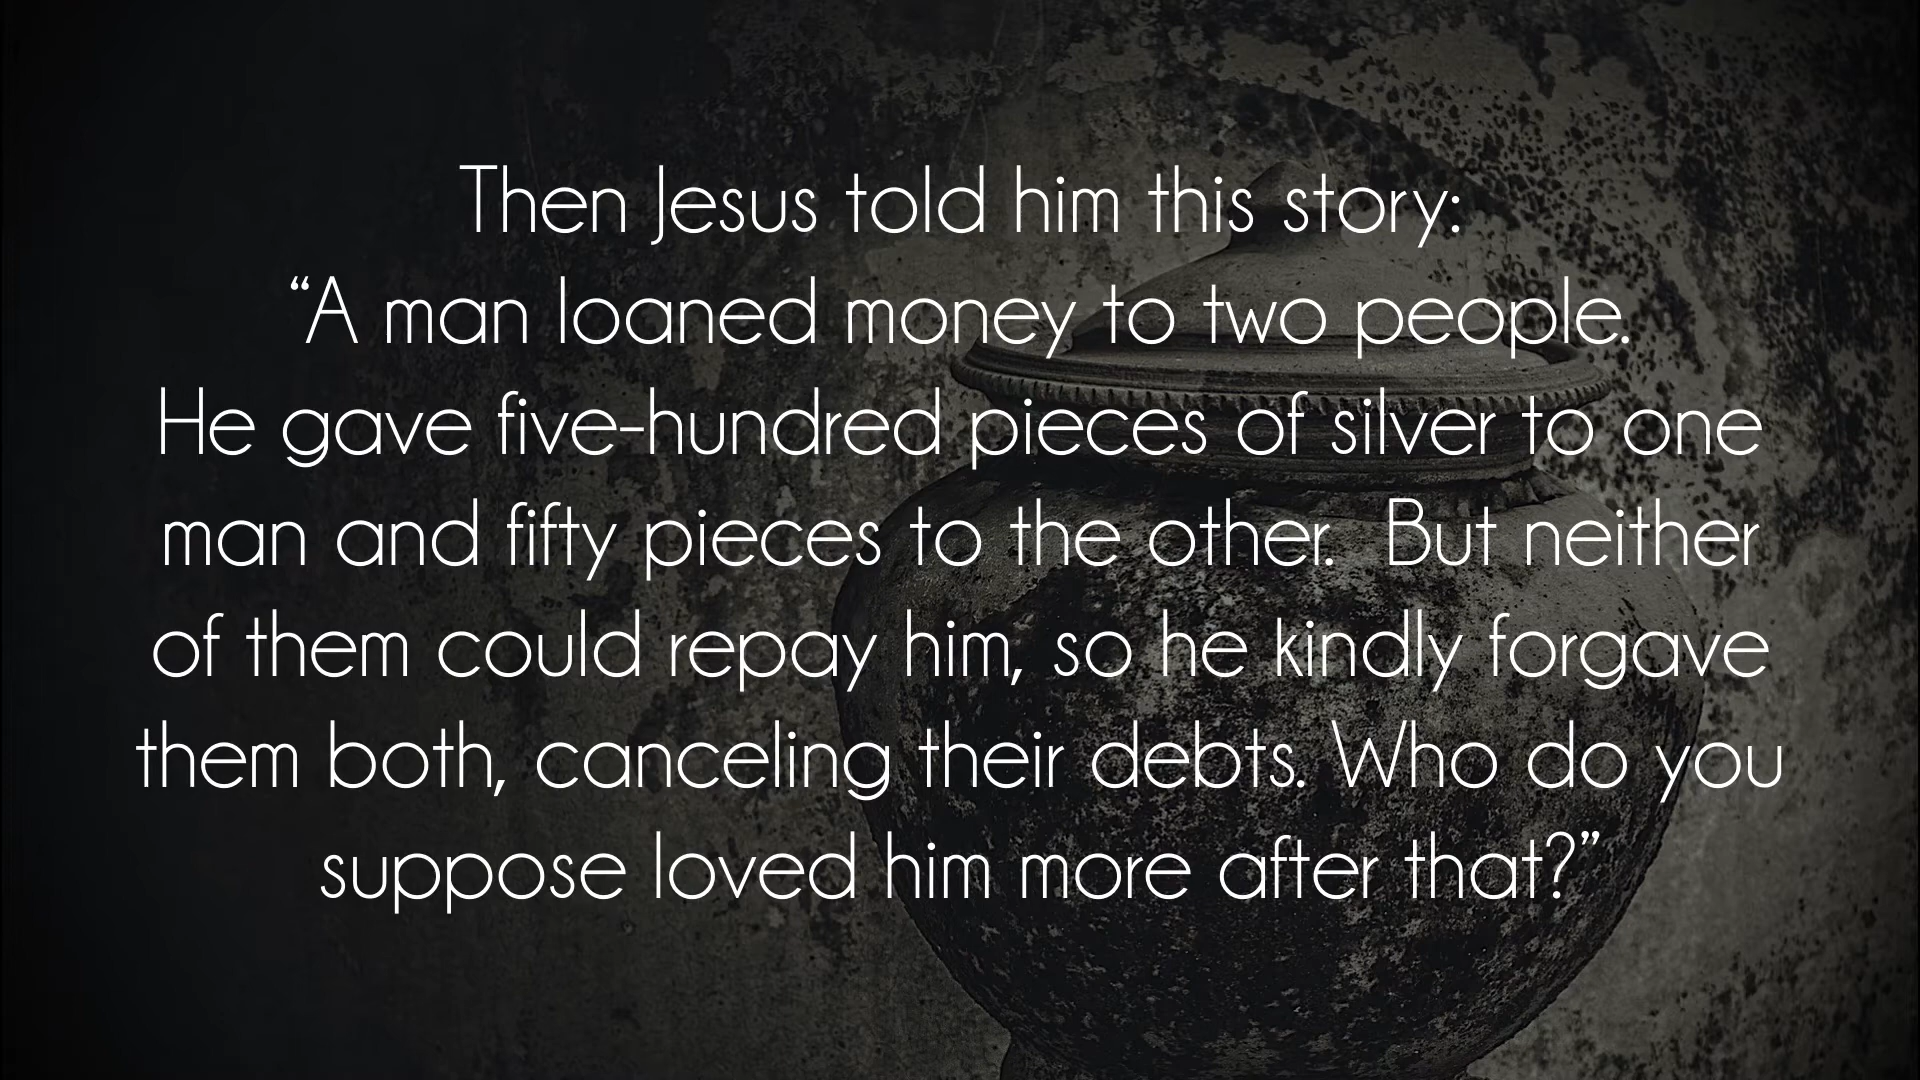 Then Jesus told him this story:
“A man loaned money to two people.
He gave five-hundred pieces of silver to one
man and fifty pieces to the other.  But neither
of them could repay him, so he kindly forgave
them both, canceling their debts. Who do you
suppose loved him more after that?”